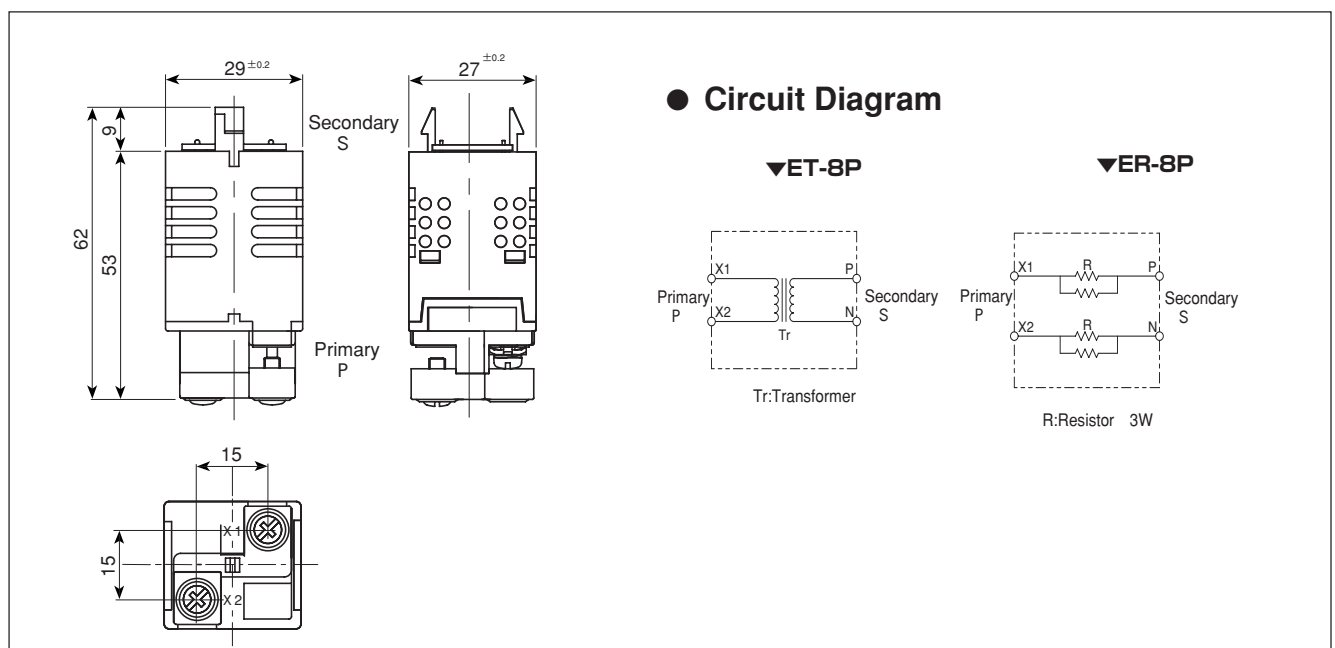 29±0.2
27±0.2
9
62
53
Secondary
S
Primary
P
15
15
X1
X2
● Circuit Diagram
▼ET-8P
X1
X2
Primary
P
P
N
Secondary
S
Tr
Tr:Transformer
▼ER-8P
X1
R
P
Primary
P
Secondary
S
X2
R
N
R:Resistor 3W